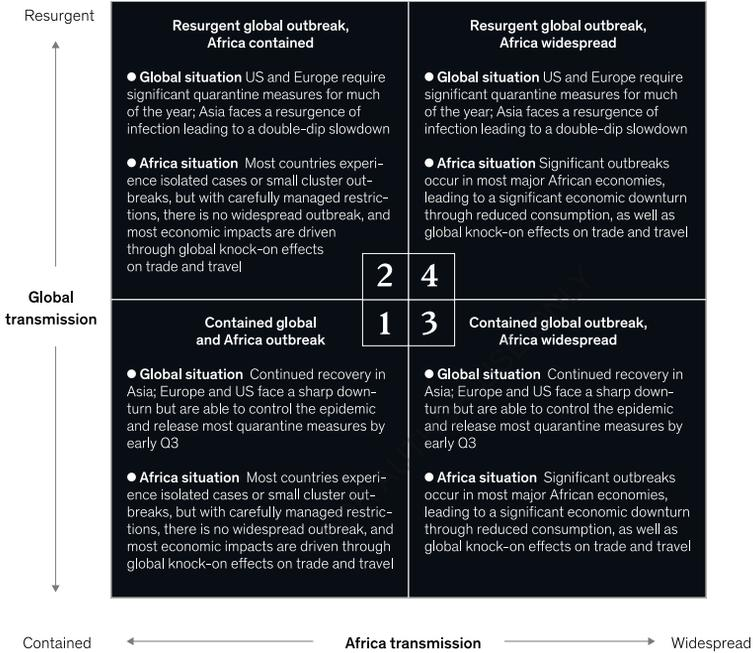 Resurgent
Resurgent global outbreak,
Africa contained
● Global situation US and Europe require
significant quarantine measures for much
of the year; Asia faces a resurgence of
infection leading to a double-dip slowdown
● Africa situation Most countries experi-
ence isolated cases or small cluster out-
breaks, but with carefully managed restric-
tions, there is no widespread outbreak, and
most economic impacts are driven
through global knock-on effects
on trade and travel
2
Resurgent global outbreak,
Africa widespread
● Global situation US and Europe require
significant quarantine measures for much
of the year; Asia faces a resurgence of
infection leading to a double-dip slowdown
● Africa situation Significant outbreaks
occur in most major African economies,
leading to a significant economic downturn
through reduced consumption, as well as
global knock-on effects on trade and travel
4
Global
transmission
Contained global
and Africa outbreak
1
● Global situation Continued recovery in
Asia; Europe and US face a sharp down-
turn but are able to control the epidemic
and release most quarantine measures by
early Q3
● Africa situation Most countries experi-
ence isolated cases or small cluster out-
breaks, but with carefully managed restric-
tions, there is no widespread outbreak, and
most economic impacts are driven through
global knock-on effects on trade and travel
3
Contained global outbreak,
Africa widespread
● Global situation Continued recovery in
Asia; Europe and US face a sharp down-
turn but are able to control the epidemic
and release most quarantine measures by
early Q3
● Africa situation Significant outbreaks
occur in most major African economies,
leading to a significant economic downturn
through reduced consumption, as well as
global knock-on effects on trade and travel
Contained
Africa transmission
Widespread